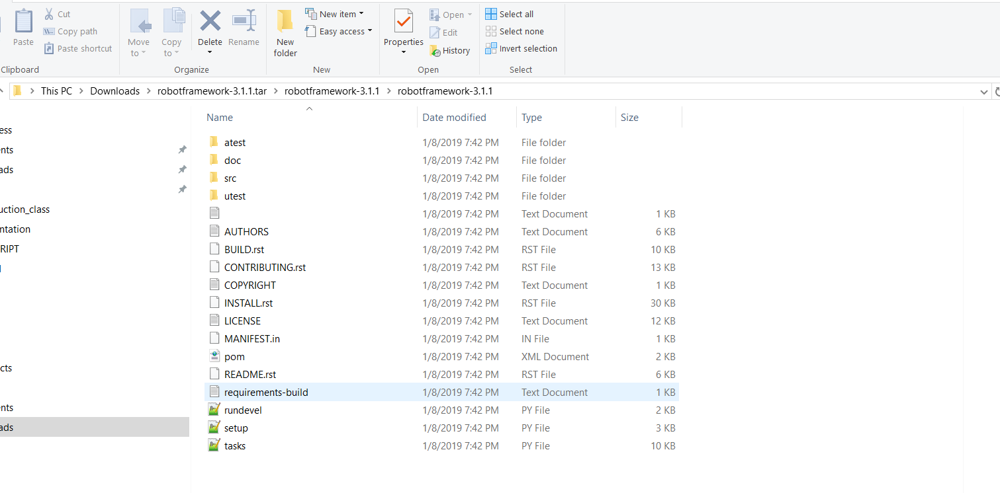 Cut
New item
Open
Select all
Copy path
Easy access
Edit
Select none
Paste
Paste shortcut
Move to
Copy to
Delete
Rename
New folder
Properties
History
Invert selection
Clipboard
Organize
New
Open
Select
This PC > Downloads > robotframework-3.1.1.tar > robotframework-3.1.1 > robotframework-3.1.1
Name Date modified Type Size
ess
nts
ads
uction_class
ntation
RIPT
cts
nts
ads
atest 1/8/2019 7:42 PM File folder
doc 1/8/2019 7:42 PM File folder
src 1/8/2019 7:42 PM File folder
utest 1/8/2019 7:42 PM File folder
1/8/2019 7:42 PM Text Document 1 KB
AUTHORS 1/8/2019 7:42 PM Text Document 6 KB
BUILD.rst 1/8/2019 7:42 PM RST File 10 KB
CONTRIBUTING.rst 1/8/2019 7:42 PM RST File 13 KB
COPYRIGHT 1/8/2019 7:42 PM Text Document 1 KB
INSTALL.rst 1/8/2019 7:42 PM RST File 30 KB
LICENSE 1/8/2019 7:42 PM Text Document 12 KB
MANIFEST.in 1/8/2019 7:42 PM IN File 1 KB
pom 1/8/2019 7:42 PM XML Document 2 KB
README.rst 1/8/2019 7:42 PM RST File 6 KB
requirements-build 1/8/2019 7:42 PM Text Document 1 KB
rundevel 1/8/2019 7:42 PM PY File 2 KB
setup 1/8/2019 7:42 PM PY File 3 KB
tasks 1/8/2019 7:42 PM PY File 10 KB